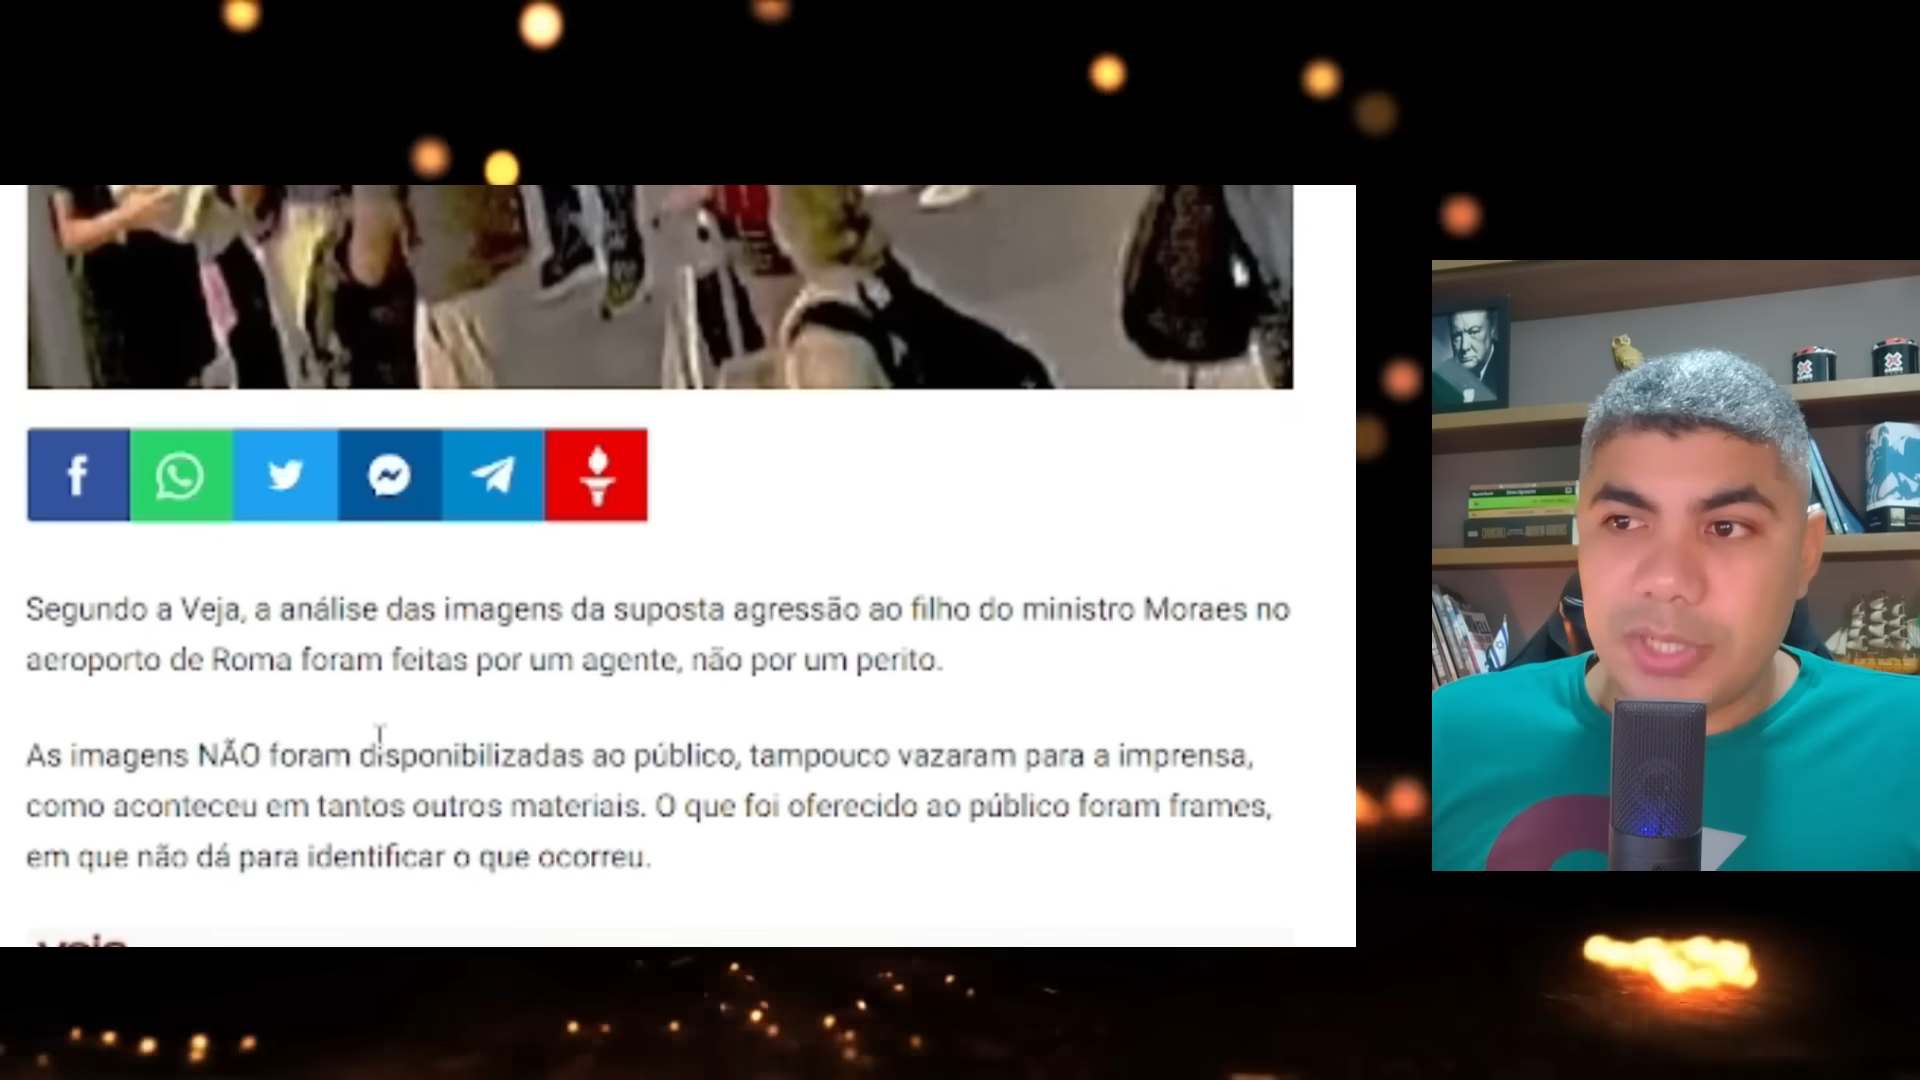 f
Segundo a Veja, a análise das imagens da suposta agressão ao filho do ministro Moraes no
aeroporto de Roma foram feitas por um agente, não por um perito.
As imagens NÃO foram disponibilizadas ao público, tampouco vazaram para a imprensa,
como aconteceu em tantos outros materiais. O que foi oferecido ao público foram frames,
em que não dá para identificar o que ocorreu.
veja